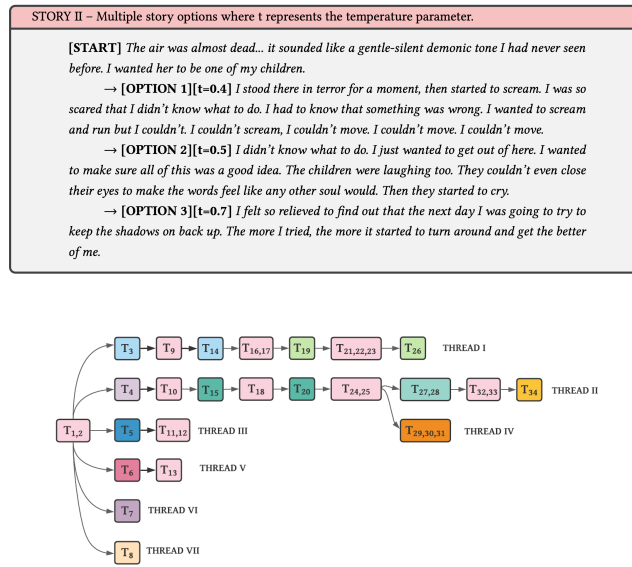 STORY II – Multiple story options where t represents the temperature parameter.
[START] The air was almost dead... it sounded like a gentle-silent demonic tone I had never seen
before. I wanted her to be one of my children.
→ [OPTION 1][t=0.4] I stood there in terror for a moment, then started to scream. I was so
scared that I didn't know what to do. I had to know that something was wrong. I wanted to scream
and run but I couldn't. I couldn't scream, I couldn't move. I couldn't move. I couldn't move.
→ [OPTION 2][t=0.5] I didn't know what to do. I just wanted to get out of here. I wanted
to make sure all of this was a good idea. The children were laughing too. They couldn't even close
their eyes to make the words feel like any other soul would. Then they started to cry.
→ [OPTION 3][t=0.7] I felt so relieved to find out that the next day I was going to try to
keep the shadows on back up. The more I tried, the more it started to turn around and get the better
of me.
T3 T9 T14 T16,17 T19 T21,22,23 T26 THREAD I
T4 T10 T15 T18 T20 T24,25 T27,28 T32,33 T34 THREAD II
T1,2 T5 T11,12 THREAD III T29,30,31 THREAD IV
T6 T13 THREAD V
T7 THREAD VI
T8 THREAD VII